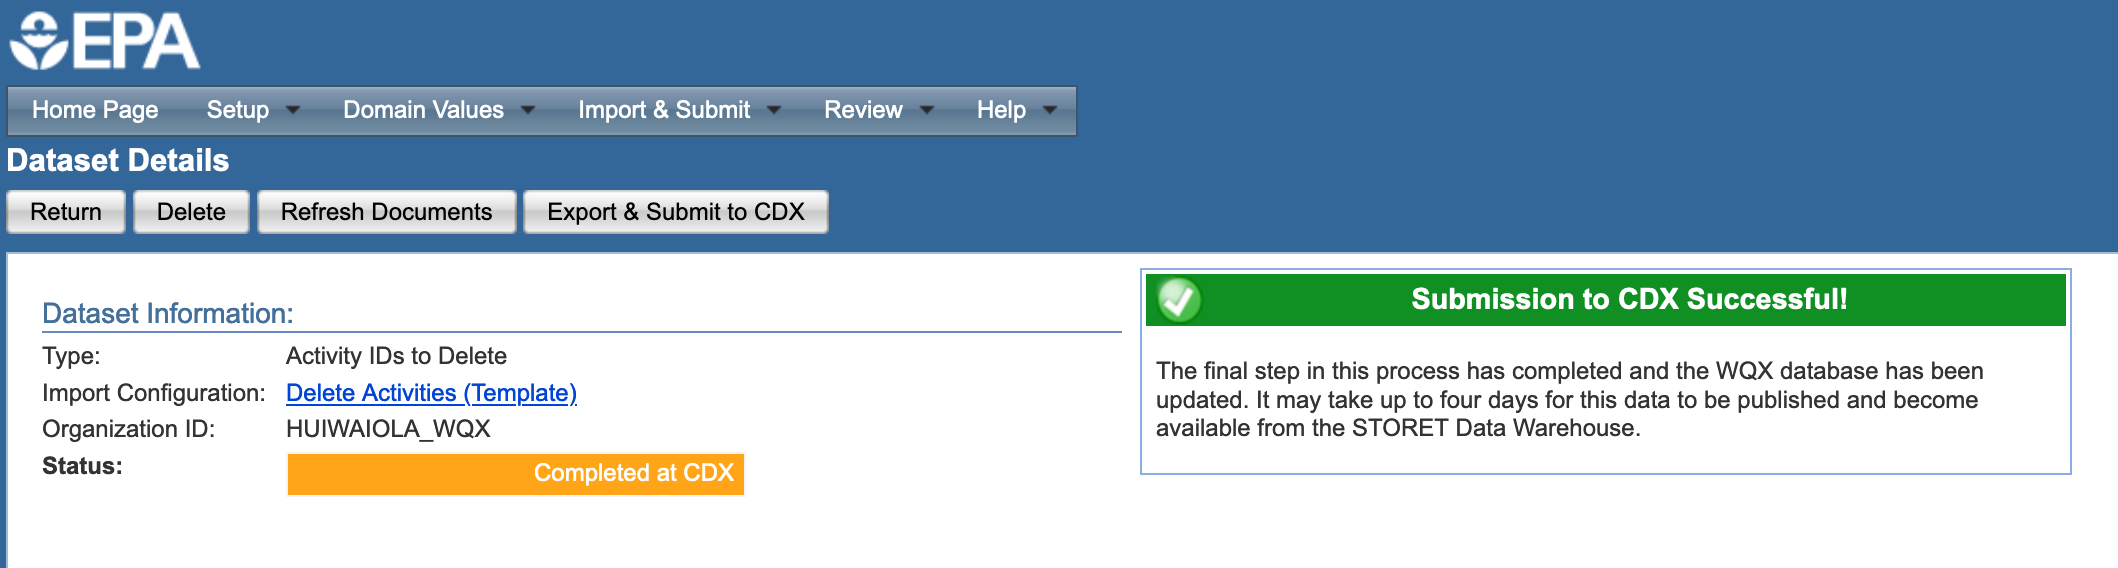 EPA
Home Page Setup Domain Values Import & Submit Review Help
Dataset Details
Return Delete Refresh Documents Export & Submit to CDX
Dataset Information:
Type: Activity IDs to Delete
Import Configuration: Delete Activities (Template)
Organization ID: HUIWAIOLA_WQX
Status: Completed at CDX
Submission to CDX Successful!
The final step in this process has completed and the WQX database has been
updated. It may take up to four days for this data to be published and become
available from the STORET Data Warehouse.